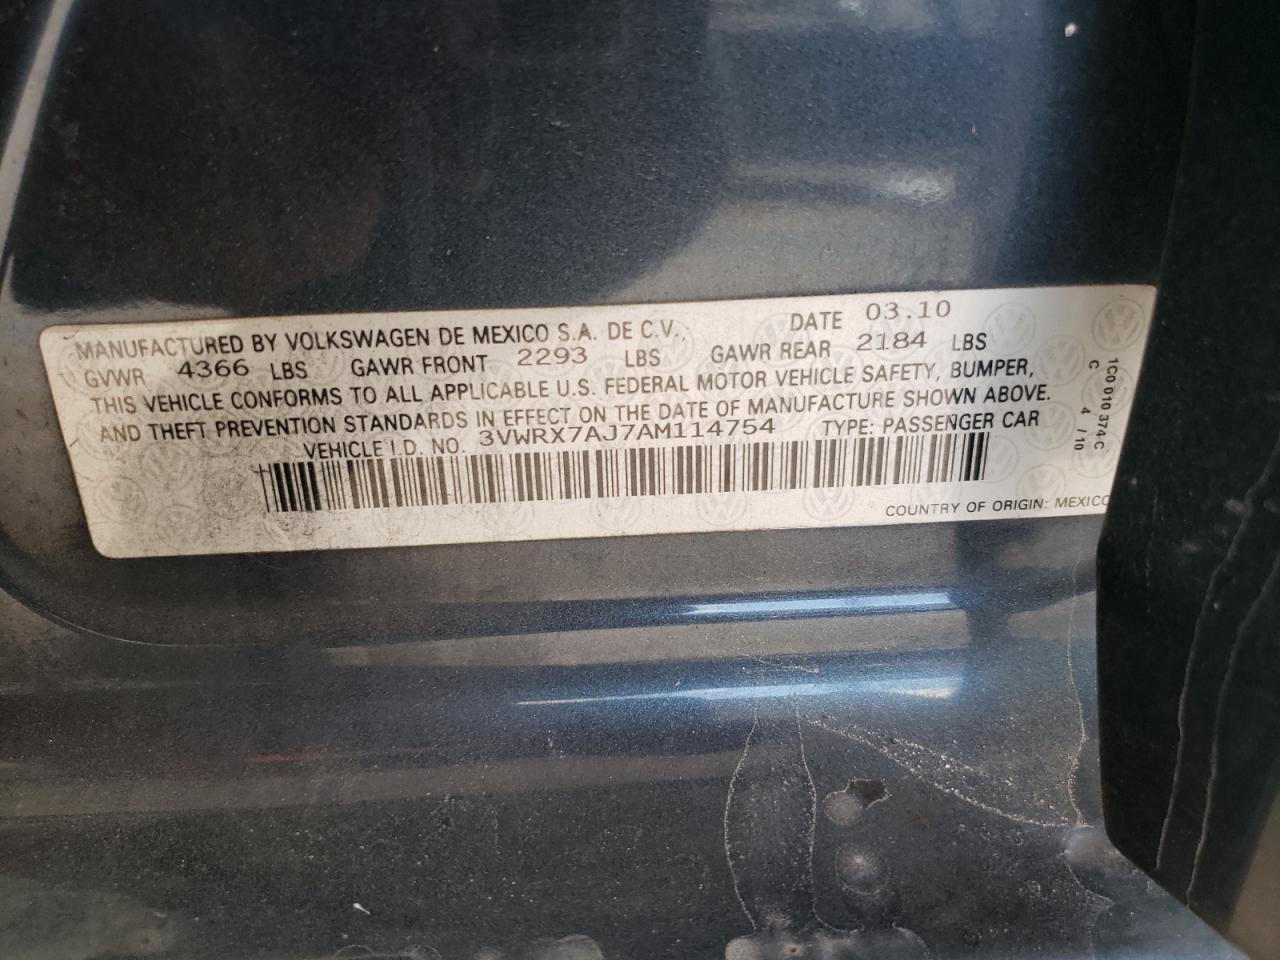 MANUFACTURED BY VOLKSWAGEN DE MEXICO S.A. DE C.V., DATE 03.10
GVWR 4366 LBS GAWR FRONT 2293 LBS GAWR REAR 2184 LBS
THIS VEHICLE CONFORMS TO ALL APPLICABLE U.S. FEDERAL MOTOR VEHICLE SAFETY, BUMPER,
AND THEFT PREVENTION STANDARDS IN EFFECT ON THE DATE OF MANUFACTURE SHOWN ABOVE.
VEHICLE I.D. NO. 3VWRX7AJ7AM114754 TYPE: PASSENGER CAR
COUNTRY OF ORIGIN: MEXICO
1C0 010 374 C
C 4 / 10